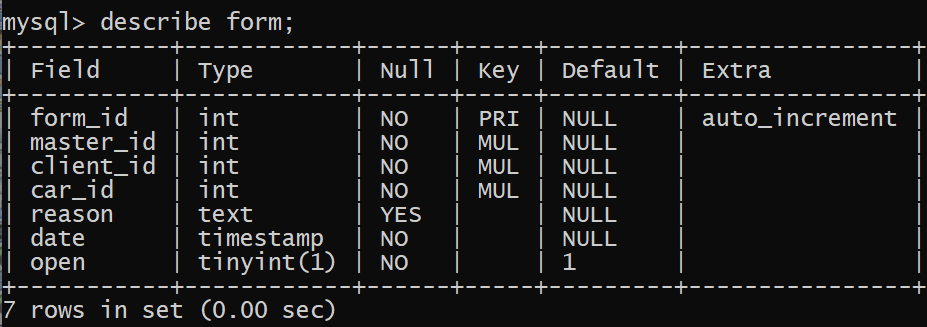 mysql> describe form;
+-----------+------------+------+-----+---------+----------------+
| Field     | Type       | Null | Key | Default | Extra          |
+-----------+------------+------+-----+---------+----------------+
| form_id   | int        | NO   | PRI | NULL    | auto_increment |
| master_id | int        | NO   | MUL | NULL    |                |
| client_id | int        | NO   | MUL | NULL    |                |
| car_id    | int        | NO   | MUL | NULL    |                |
| reason    | text       | YES  |     | NULL    |                |
| date      | timestamp  | NO   |     | NULL    |                |
| open      | tinyint(1) | NO   |     | 1       |                |
+-----------+------------+------+-----+---------+----------------+
7 rows in set (0.00 sec)